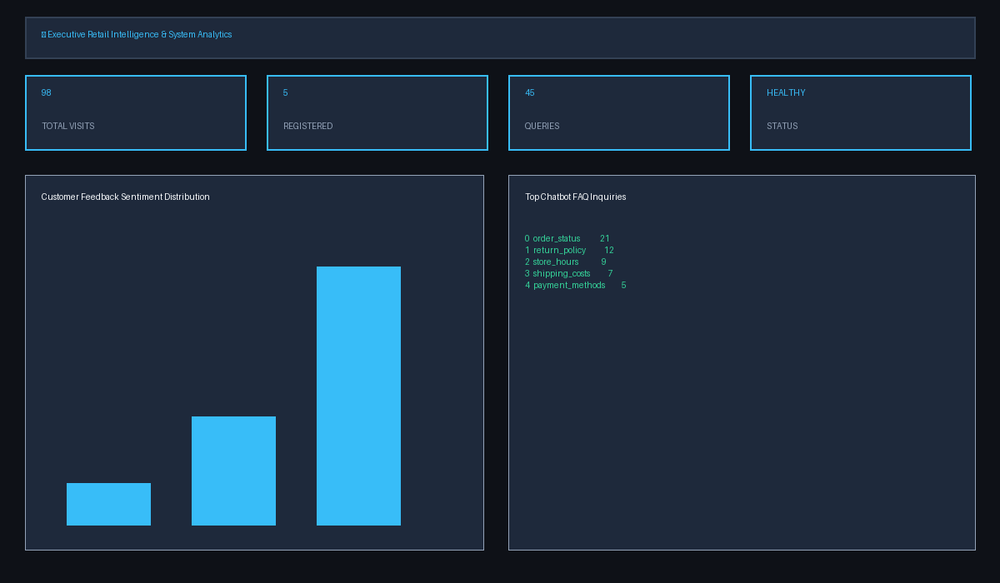 Executive Retail Intelligence & System Analytics
98
TOTAL VISITS
5
REGISTERED
45
QUERIES
HEALTHY
STATUS
Customer Feedback Sentiment Distribution
Top Chatbot FAQ Inquiries
0 order_status 21
1 return_policy 12
2 store_hours 9
3 shipping_costs 7
4 payment_methods 5